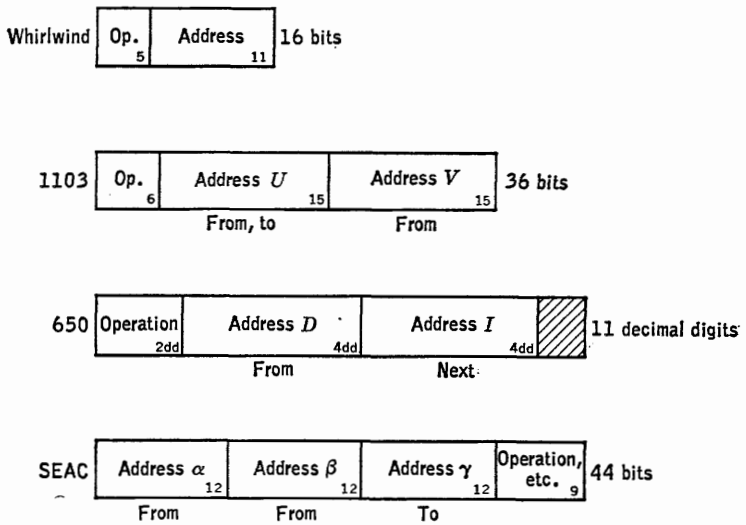 Whirlwind Op. 5 Address 11 16 bits
1103 Op. 6 Address U 15 Address V 15 36 bits
From, to From
650 Operation 2dd Address D 4dd Address I 4dd 11 decimal digits
From Next
SEAC Address α 12 Address β 12 Address γ 12 Operation, etc. 9 44 bits
From From To